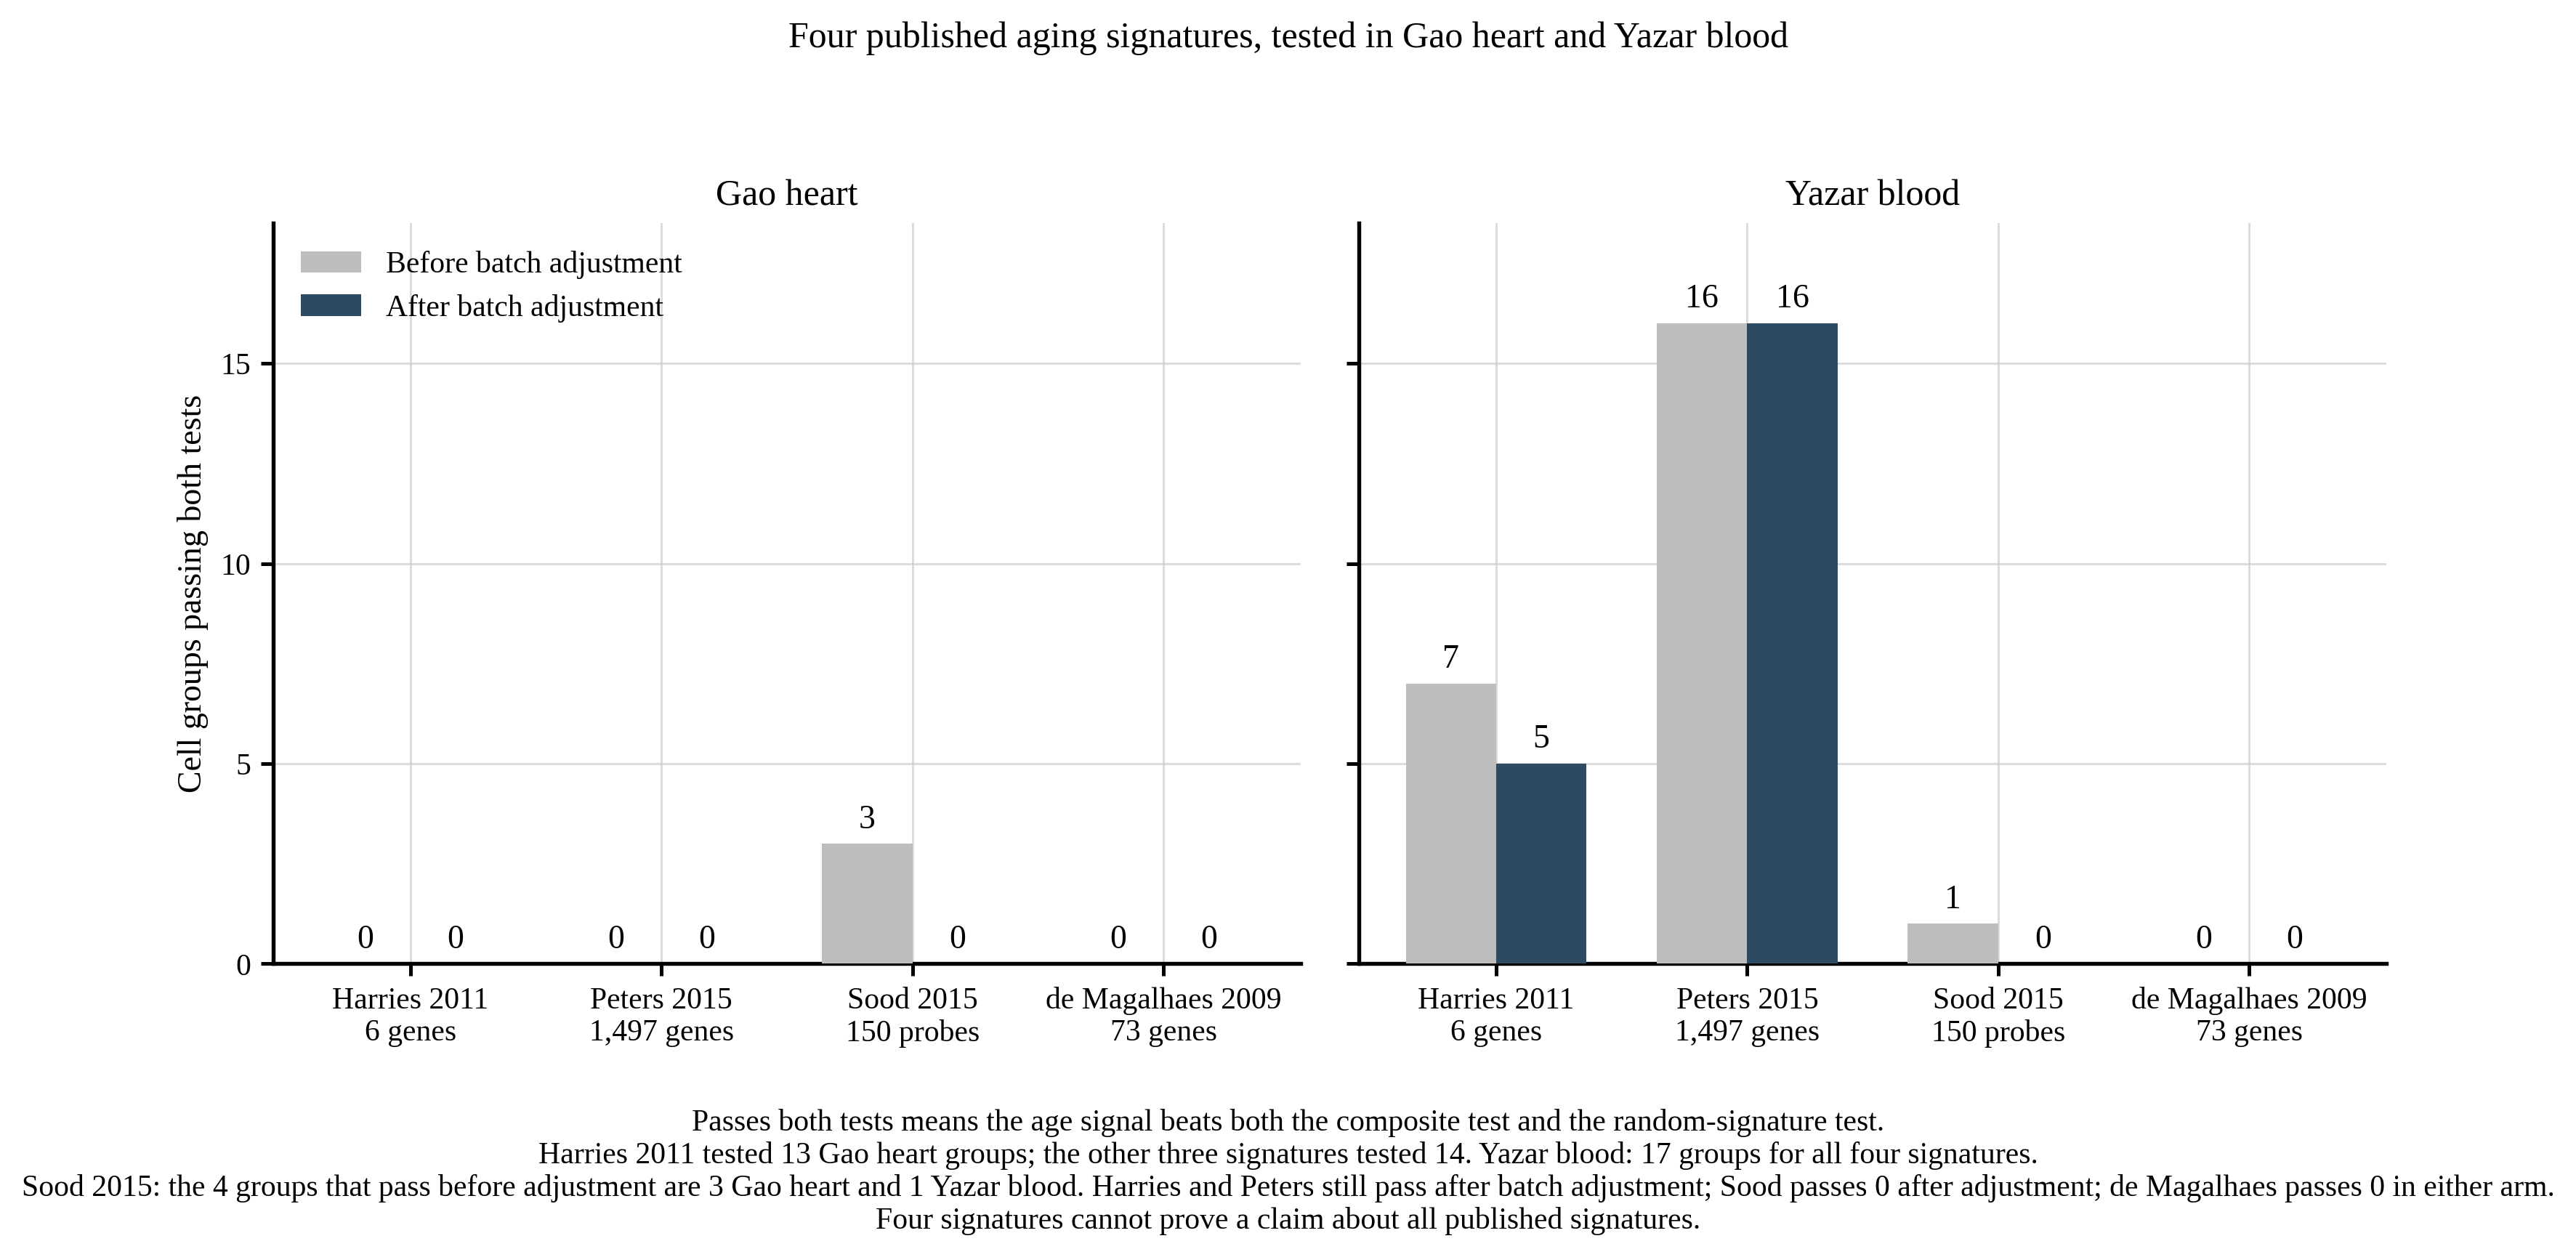 Four published aging signatures, tested in Gao heart and Yazar blood
Gao heart
Before batch adjustment
After batch adjustment
Cell groups passing both tests
15
10
5
0
0
0
0
0
3
0
0
0
Harries 2011
6 genes
Peters 2015
1,497 genes
Sood 2015
150 probes
de Magalhaes 2009
73 genes
Yazar blood
7
5
16
16
1
0
0
0
Harries 2011
6 genes
Peters 2015
1,497 genes
Sood 2015
150 probes
de Magalhaes 2009
73 genes
Passes both tests means the age signal beats both the composite test and the random-signature test.
Harries 2011 tested 13 Gao heart groups; the other three signatures tested 14. Yazar blood: 17 groups for all four signatures.
Sood 2015: the 4 groups that pass before adjustment are 3 Gao heart and 1 Yazar blood. Harries and Peters still pass after batch adjustment; Sood passes 0 after adjustment; de Magalhaes passes 0 in either arm.
Four signatures cannot prove a claim about all published signatures.